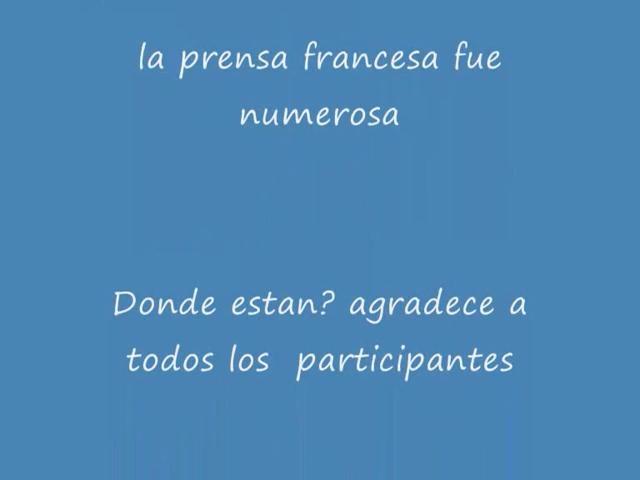 la prensa francesa fue
numerosa
Donde estan? agradece a
todos los participantes